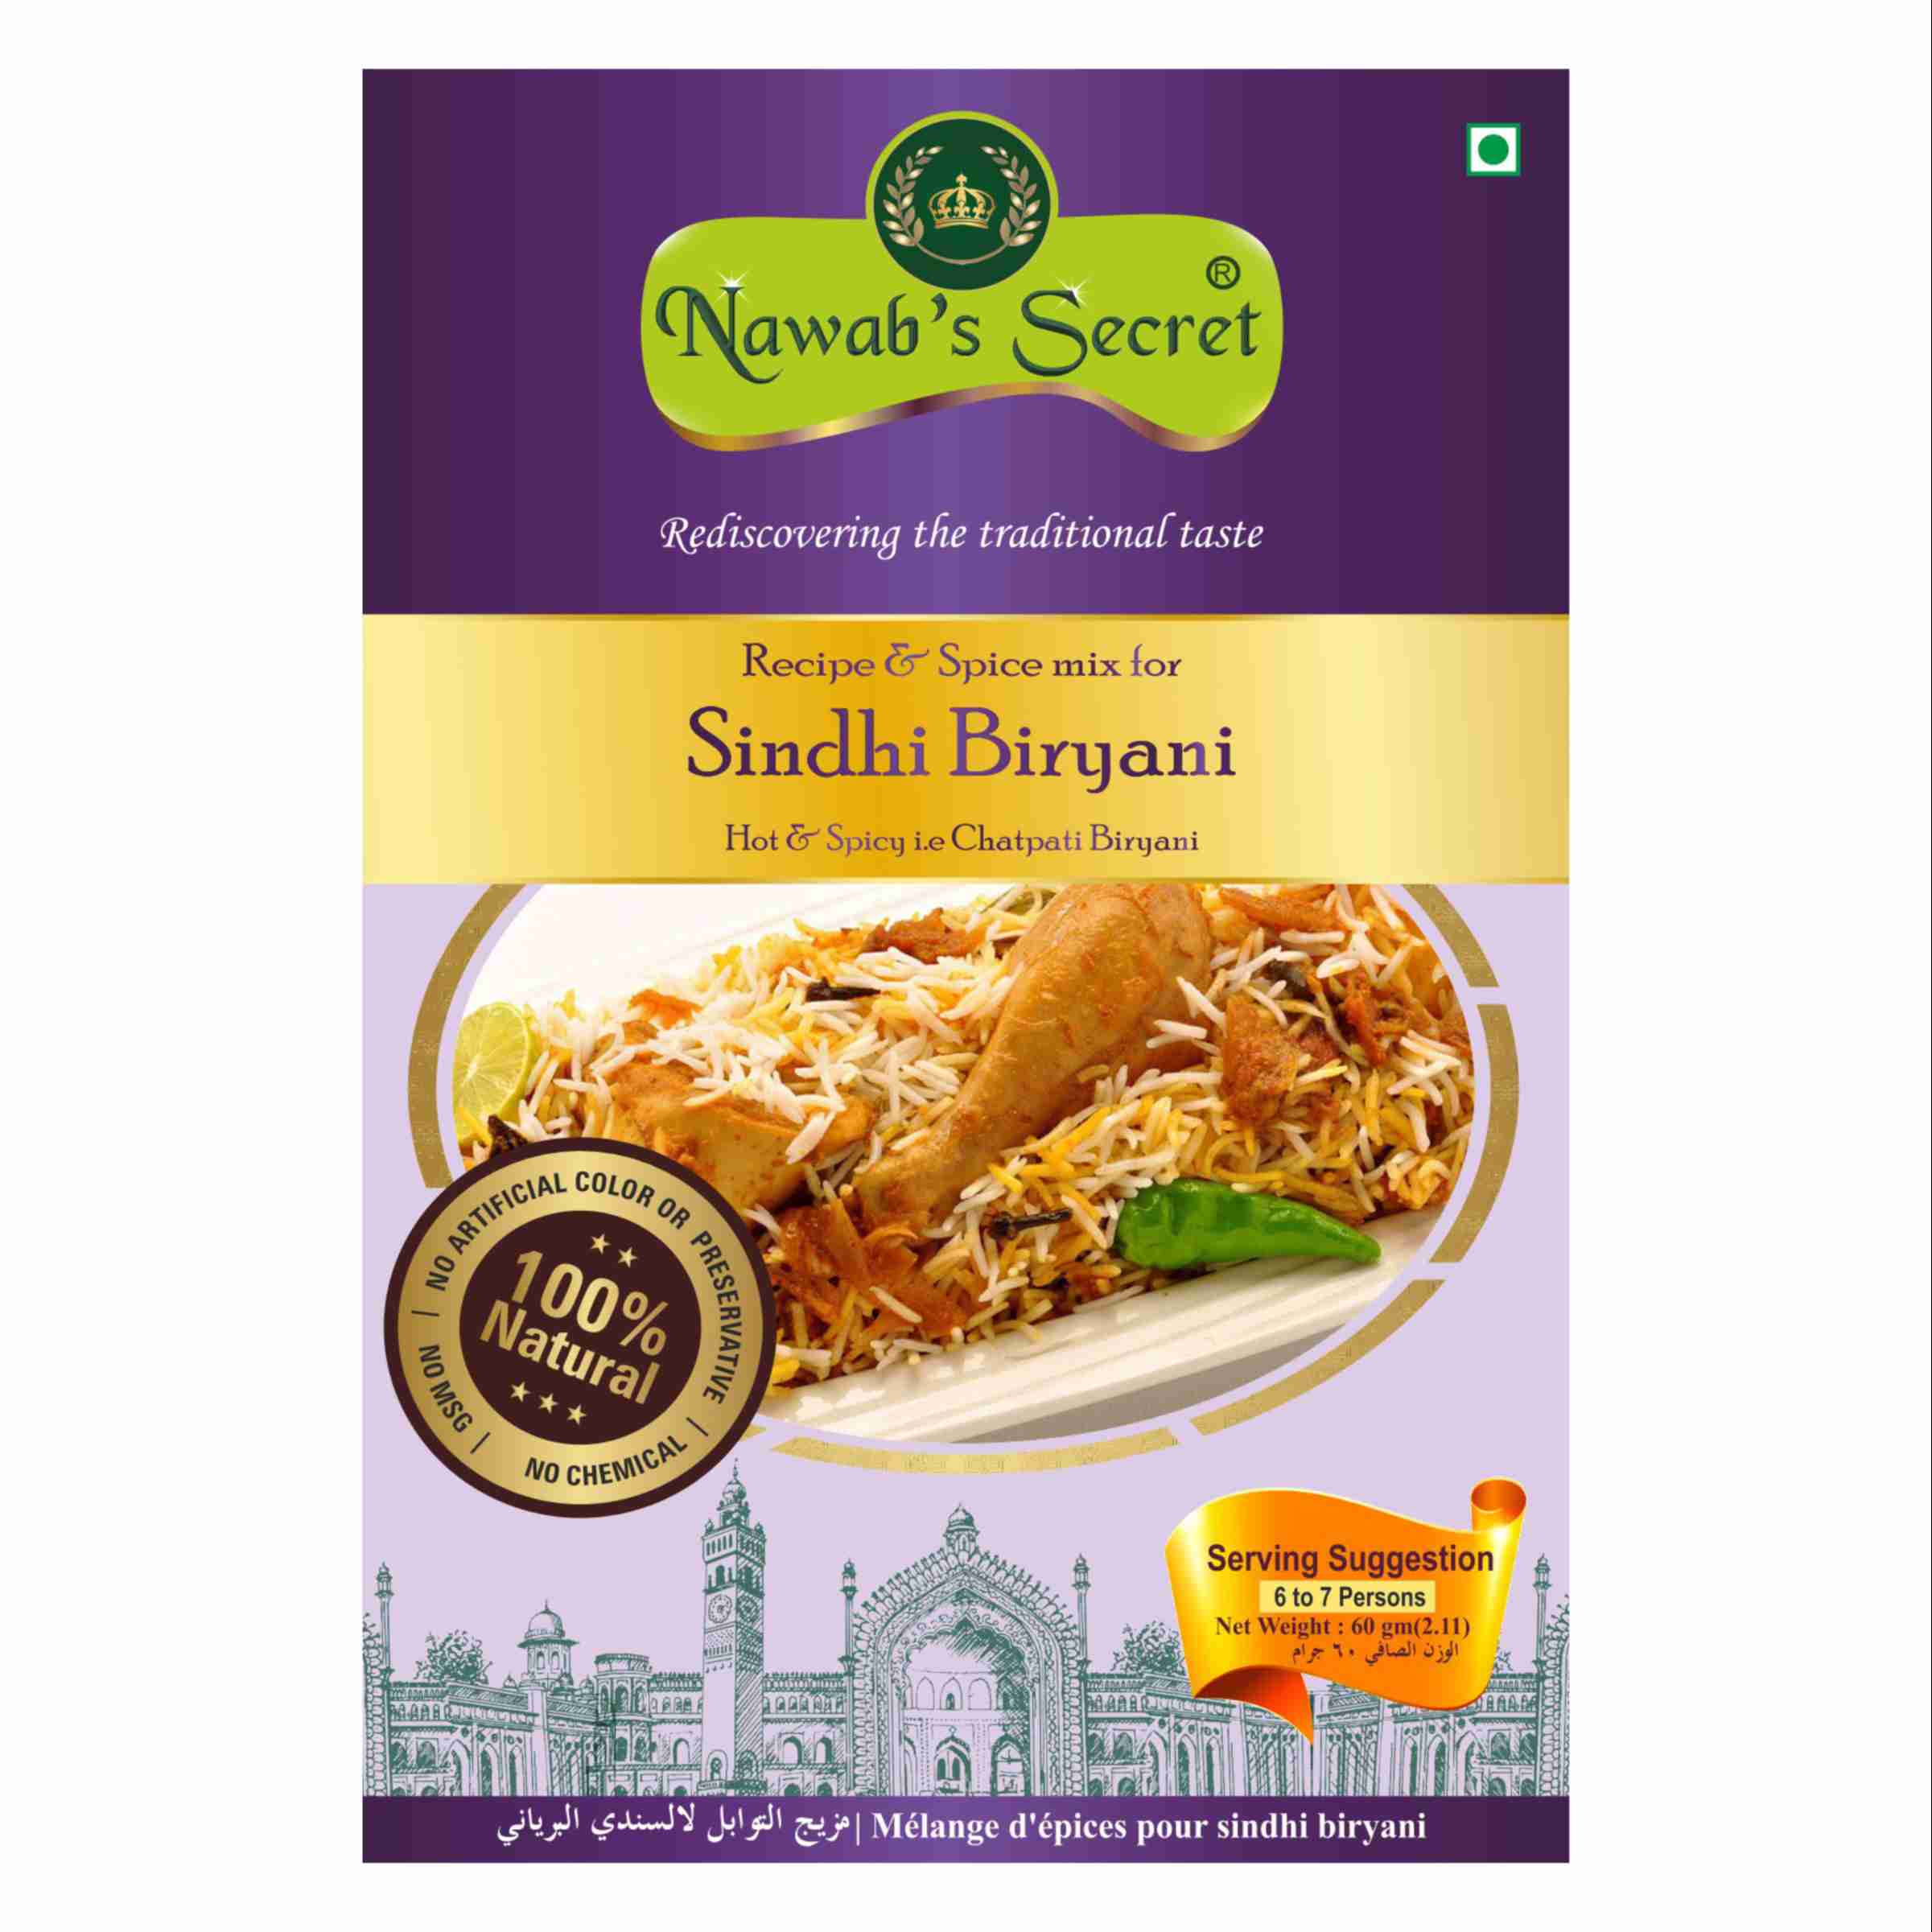 Nawab's Secret ®
Rediscovering the traditional taste
Recipe & Spice mix for
Sindhi Biryani
Hot & Spicy i.e Chatpati Biryani
NO ARTIFICIAL COLOR OR PRESERVATIVE |
NO CHEMICAL |
NO MSG |
100%
Natural
Serving Suggestion
6 to 7 Persons
Net Weight : 60 gm(2.11)
الوزن الصافي ٦٠ جرام
مزيج التوابل لالسندي البرياني | Mélange d'épices pour sindhi biryani